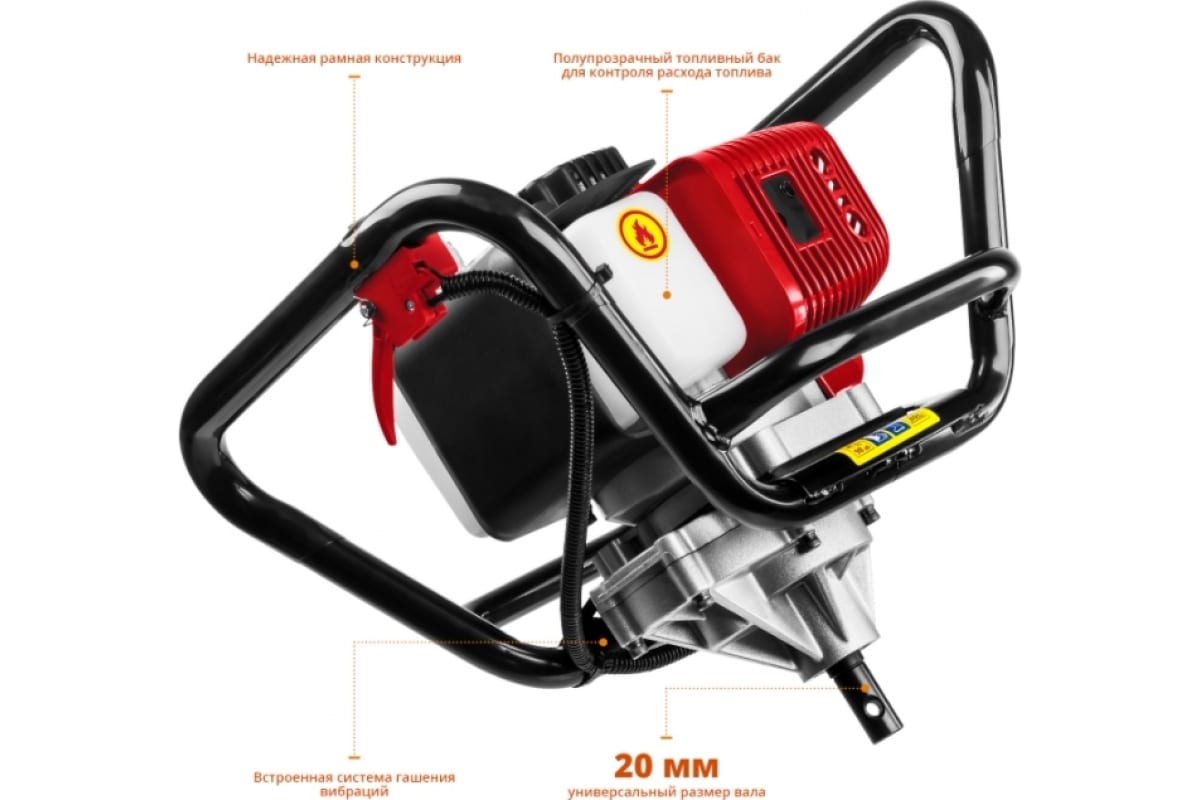 Надежная рамная конструкция
Полупрозрачный топливный бак
для контроля расхода топлива
Встроенная система гашения
вибраций
20 мм
универсальный размер вала